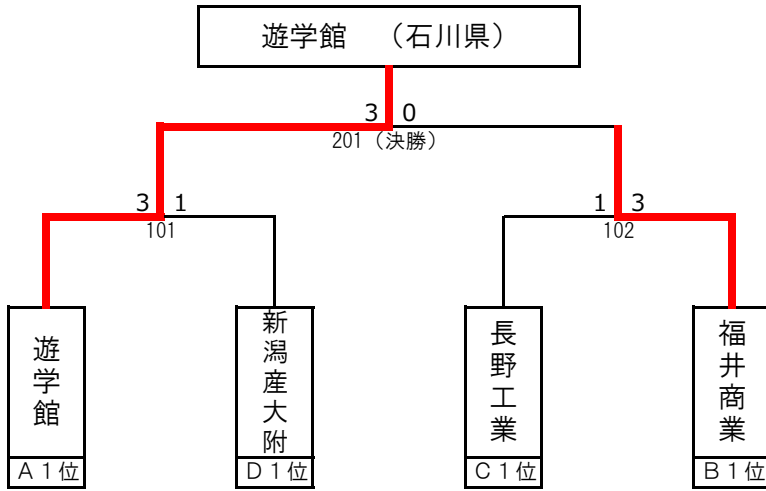 遊学館　（石川県）
3 0
201（決勝）
3 1
101
1 3
102
遊学館
新潟産大附
長野工業
福井商業
Ａ１位
Ｄ１位
Ｃ１位
Ｂ１位